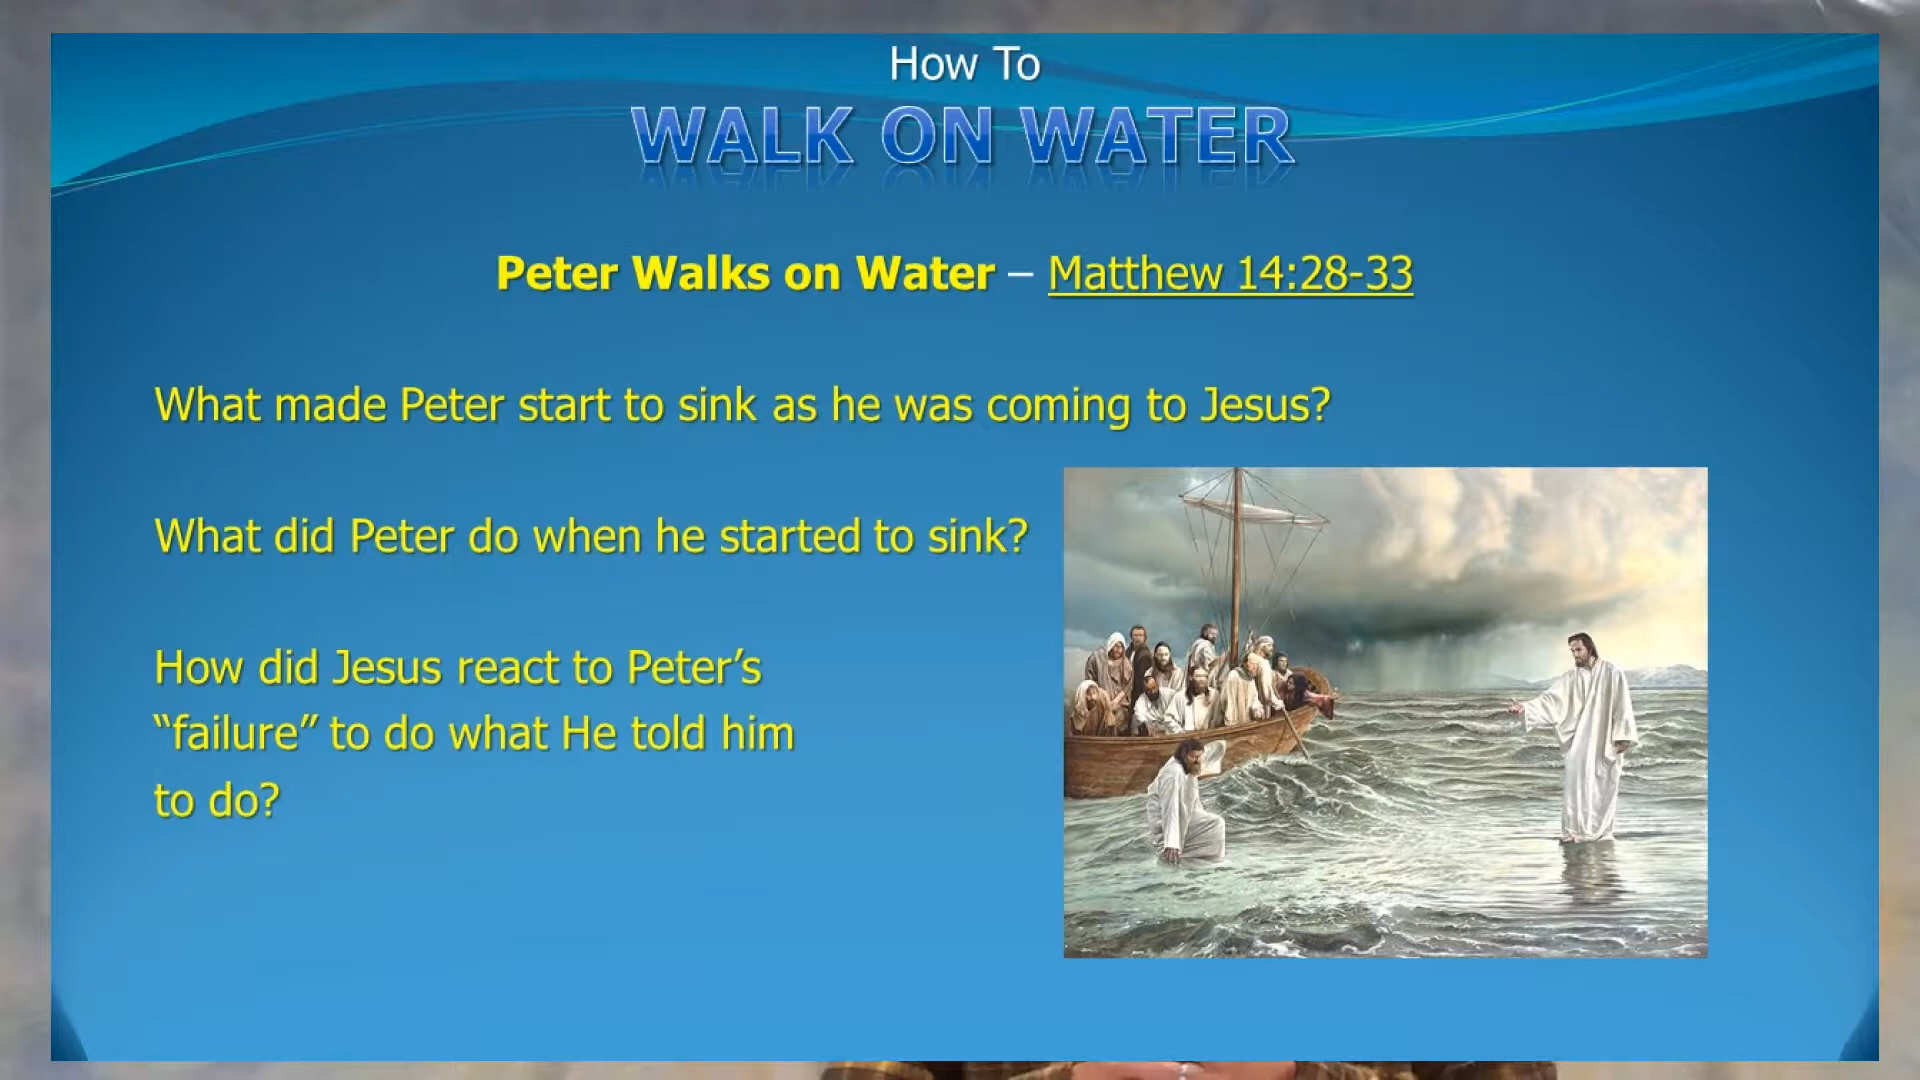 How To
WALK ON WATER
Peter Walks on Water – Matthew 14:28-33
What made Peter start to sink as he was coming to Jesus?
What did Peter do when he started to sink?
How did Jesus react to Peter’s
“failure” to do what He told him
to do?